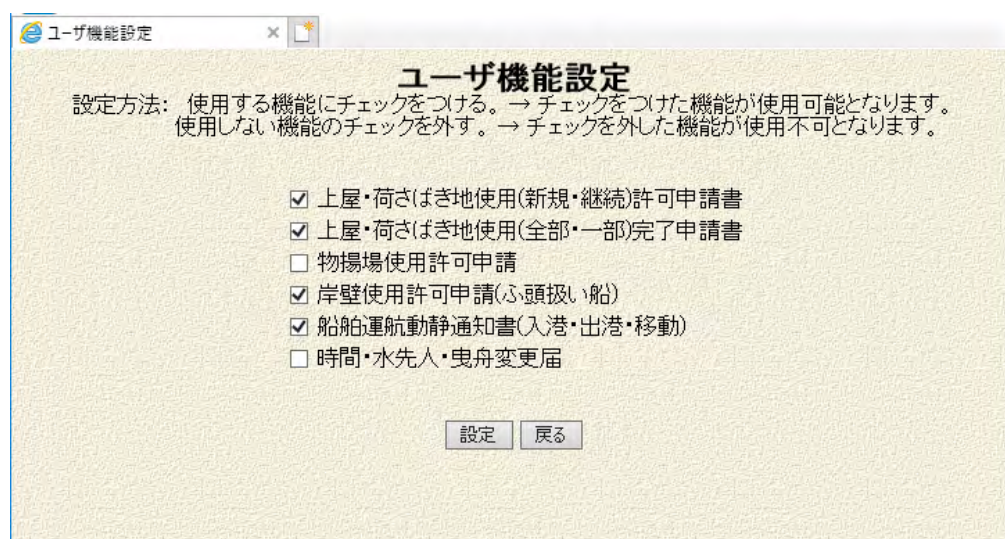 ユーザ機能設定
ユーザ機能設定
設定方法: 使用する機能にチェックをつける。→ チェックをつけた機能が使用可能となります。
使用しない機能のチェックを外す。→ チェックを外した機能が使用不可となります。
上屋・荷さばき地使用(新規・継続)許可申請書
上屋・荷さばき地使用(全部・一部)完了申請書
物揚場使用許可申請
岸壁使用許可申請(ふ頭扱い船)
船舶運航動静通知書(入港・出港・移動)
時間・水先人・曳舟変更届
設定 戻る